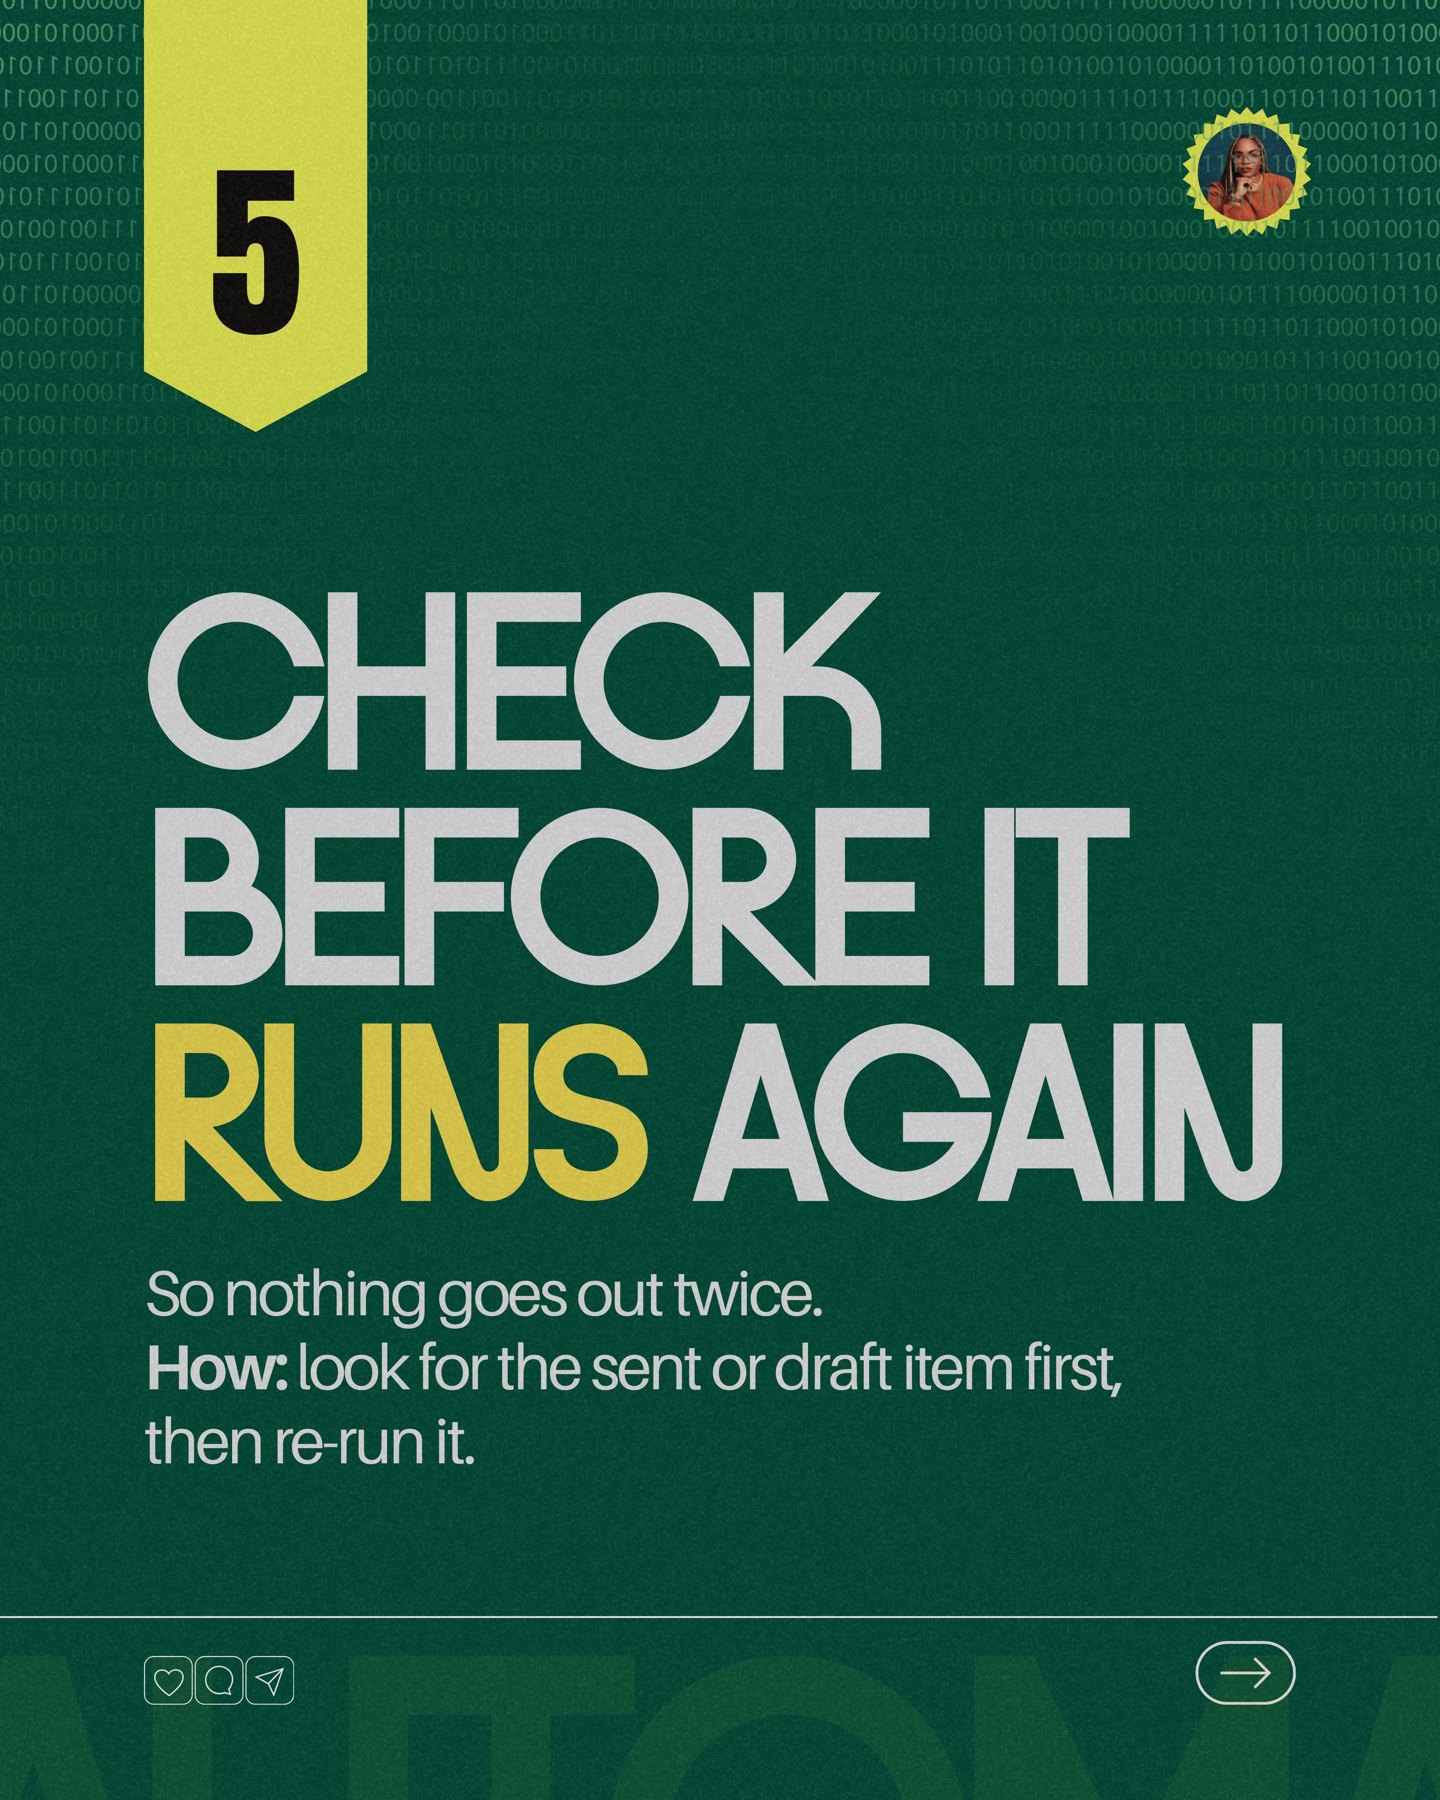 5
CHECK
BEFORE IT
RUNS AGAIN
So nothing goes out twice.
How: look for the sent or draft item first,
then re-run it.